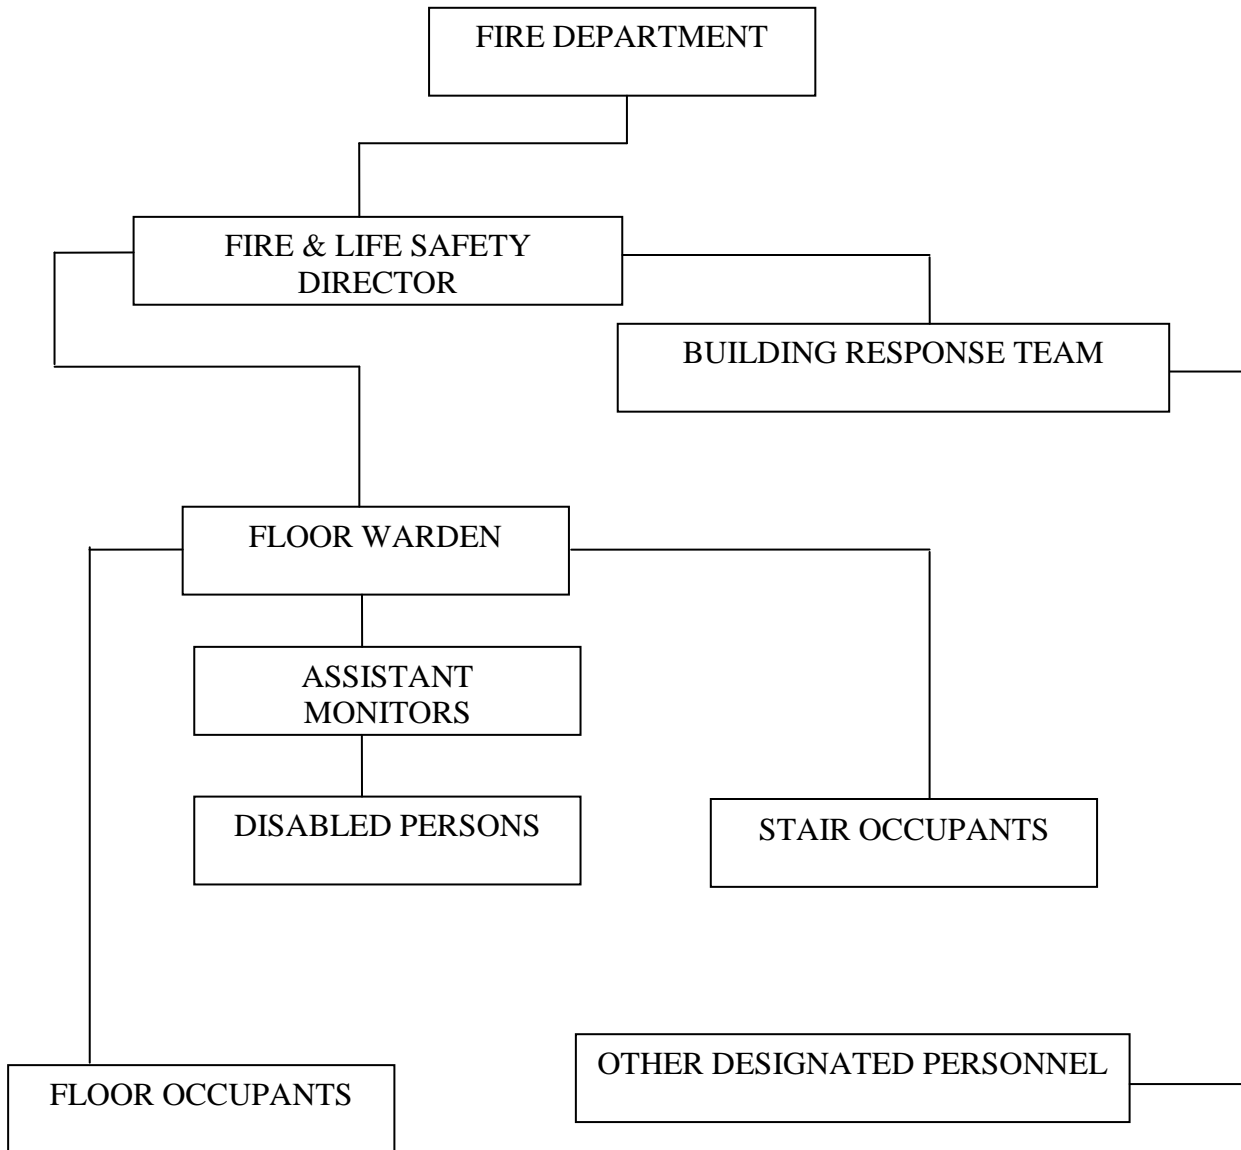 FIRE DEPARTMENT
FIRE & LIFE SAFETY
DIRECTOR
BUILDING RESPONSE TEAM
FLOOR WARDEN
ASSISTANT
MONITORS
DISABLED PERSONS
STAIR OCCUPANTS
OTHER DESIGNATED PERSONNEL
FLOOR OCCUPANTS